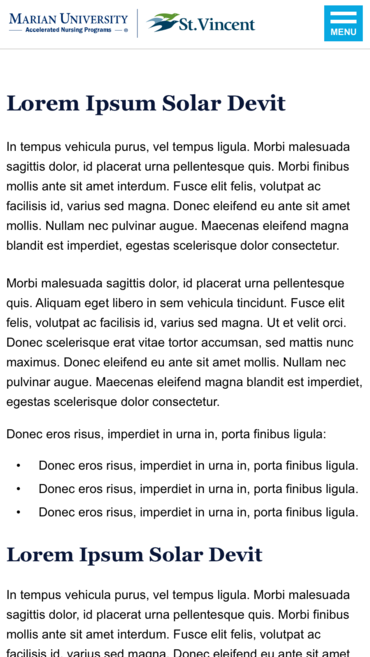 MARIAN UNIVERSITY
Accelerated Nursing Programs
St.Vincent
MENU
Lorem Ipsum Solar Devit
In tempus vehicula purus, vel tempus ligula. Morbi malesuada
sagittis dolor, id placerat urna pellentesque quis. Morbi finibus
mollis ante sit amet interdum. Fusce elit felis, volutpat ac
facilisis id, varius sed magna. Donec eleifend eu ante sit amet
mollis. Nullam nec pulvinar augue. Maecenas eleifend magna
blandit est imperdiet, egestas scelerisque dolor consectetur.
Morbi malesuada sagittis dolor, id placerat urna pellentesque
quis. Aliquam eget libero in sem vehicula tincidunt. Fusce elit
felis, volutpat ac facilisis id, varius sed magna. Ut et velit orci.
Donec scelerisque erat vitae tortor accumsan, sed mattis nunc
maximus. Donec eleifend eu ante sit amet mollis. Nullam nec
pulvinar augue. Maecenas eleifend magna blandit est imperdiet,
egestas scelerisque dolor consectetur.
Donec eros risus, imperdiet in urna in, porta finibus ligula:
• Donec eros risus, imperdiet in urna in, porta finibus ligula.
• Donec eros risus, imperdiet in urna in, porta finibus ligula.
• Donec eros risus, imperdiet in urna in, porta finibus ligula.
Lorem Ipsum Solar Devit
In tempus vehicula purus, vel tempus ligula. Morbi malesuada
sagittis dolor, id placerat urna pellentesque quis. Morbi finibus
mollis ante sit amet interdum. Fusce elit felis, volutpat ac
facilisis id, varius sed magna. Donec eleifend eu ante sit amet